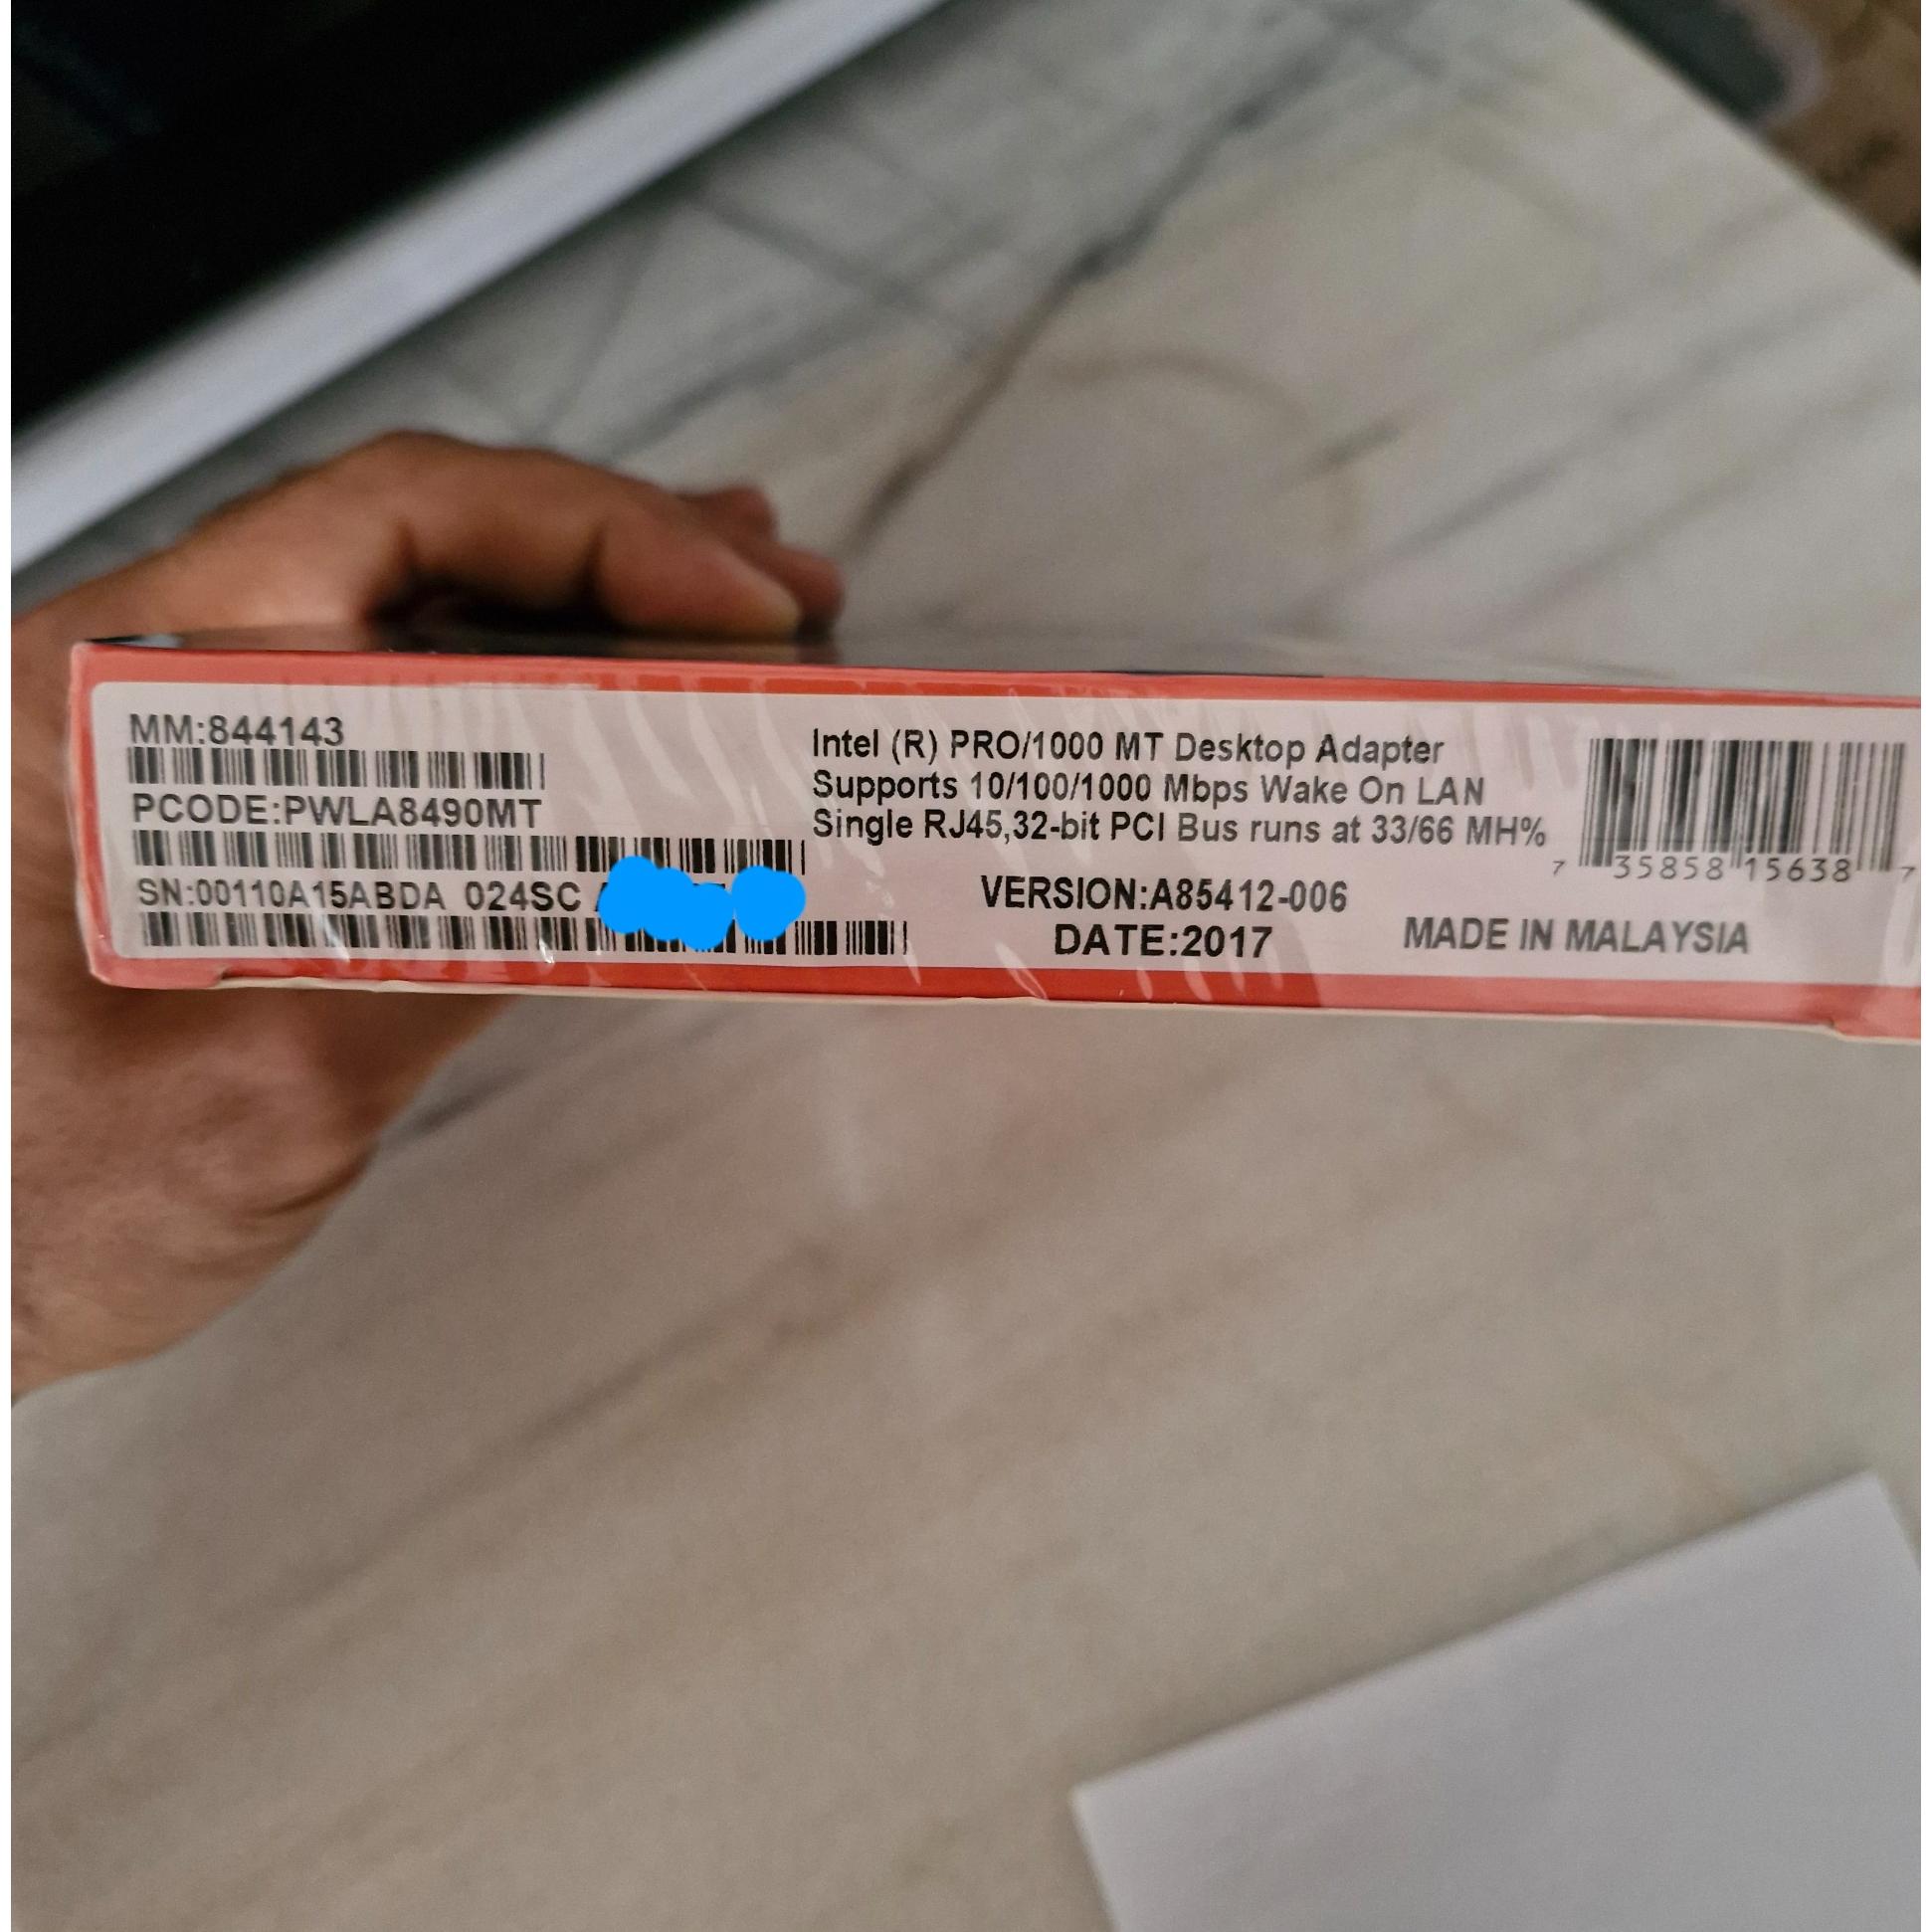 MM:844143
PCODE:PWLA8490MT
SN:00110A15ABDA 024SC
Intel (R) PRO/1000 MT Desktop Adapter
Supports 10/100/1000 Mbps Wake On LAN
Single RJ45,32-bit PCI Bus runs at 33/66 MH%
VERSION:A85412-006
DATE:2017
MADE IN MALAYSIA
7 35858 15638 7